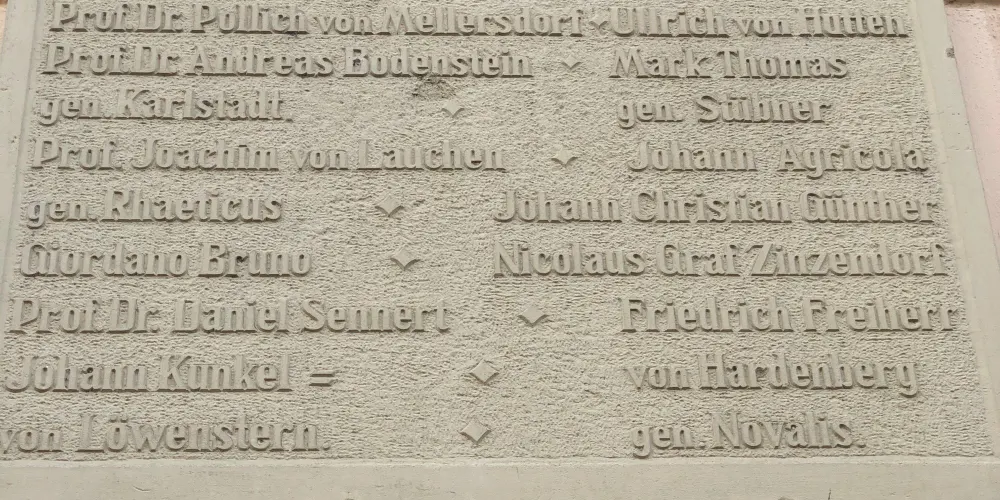 Prof. Dr. Pollich von Mellersdorf Ullrich von Hutten
Prof. Dr. Andreas Bodenstein Mark Thomas
gen. Karlstadt. gen. Stübner
Prof. Joachim von Lauchen Johann Agricola
gen. Rhaeticus Johann Christian Günther
Giordano Bruno Nicolaus Graf Zinzendorf
Prof. Dr. Daniel Sennert Friedrich Freiherr
Johann Kunkel = von Hardenberg
von Löwenstern. gen. Novalis.